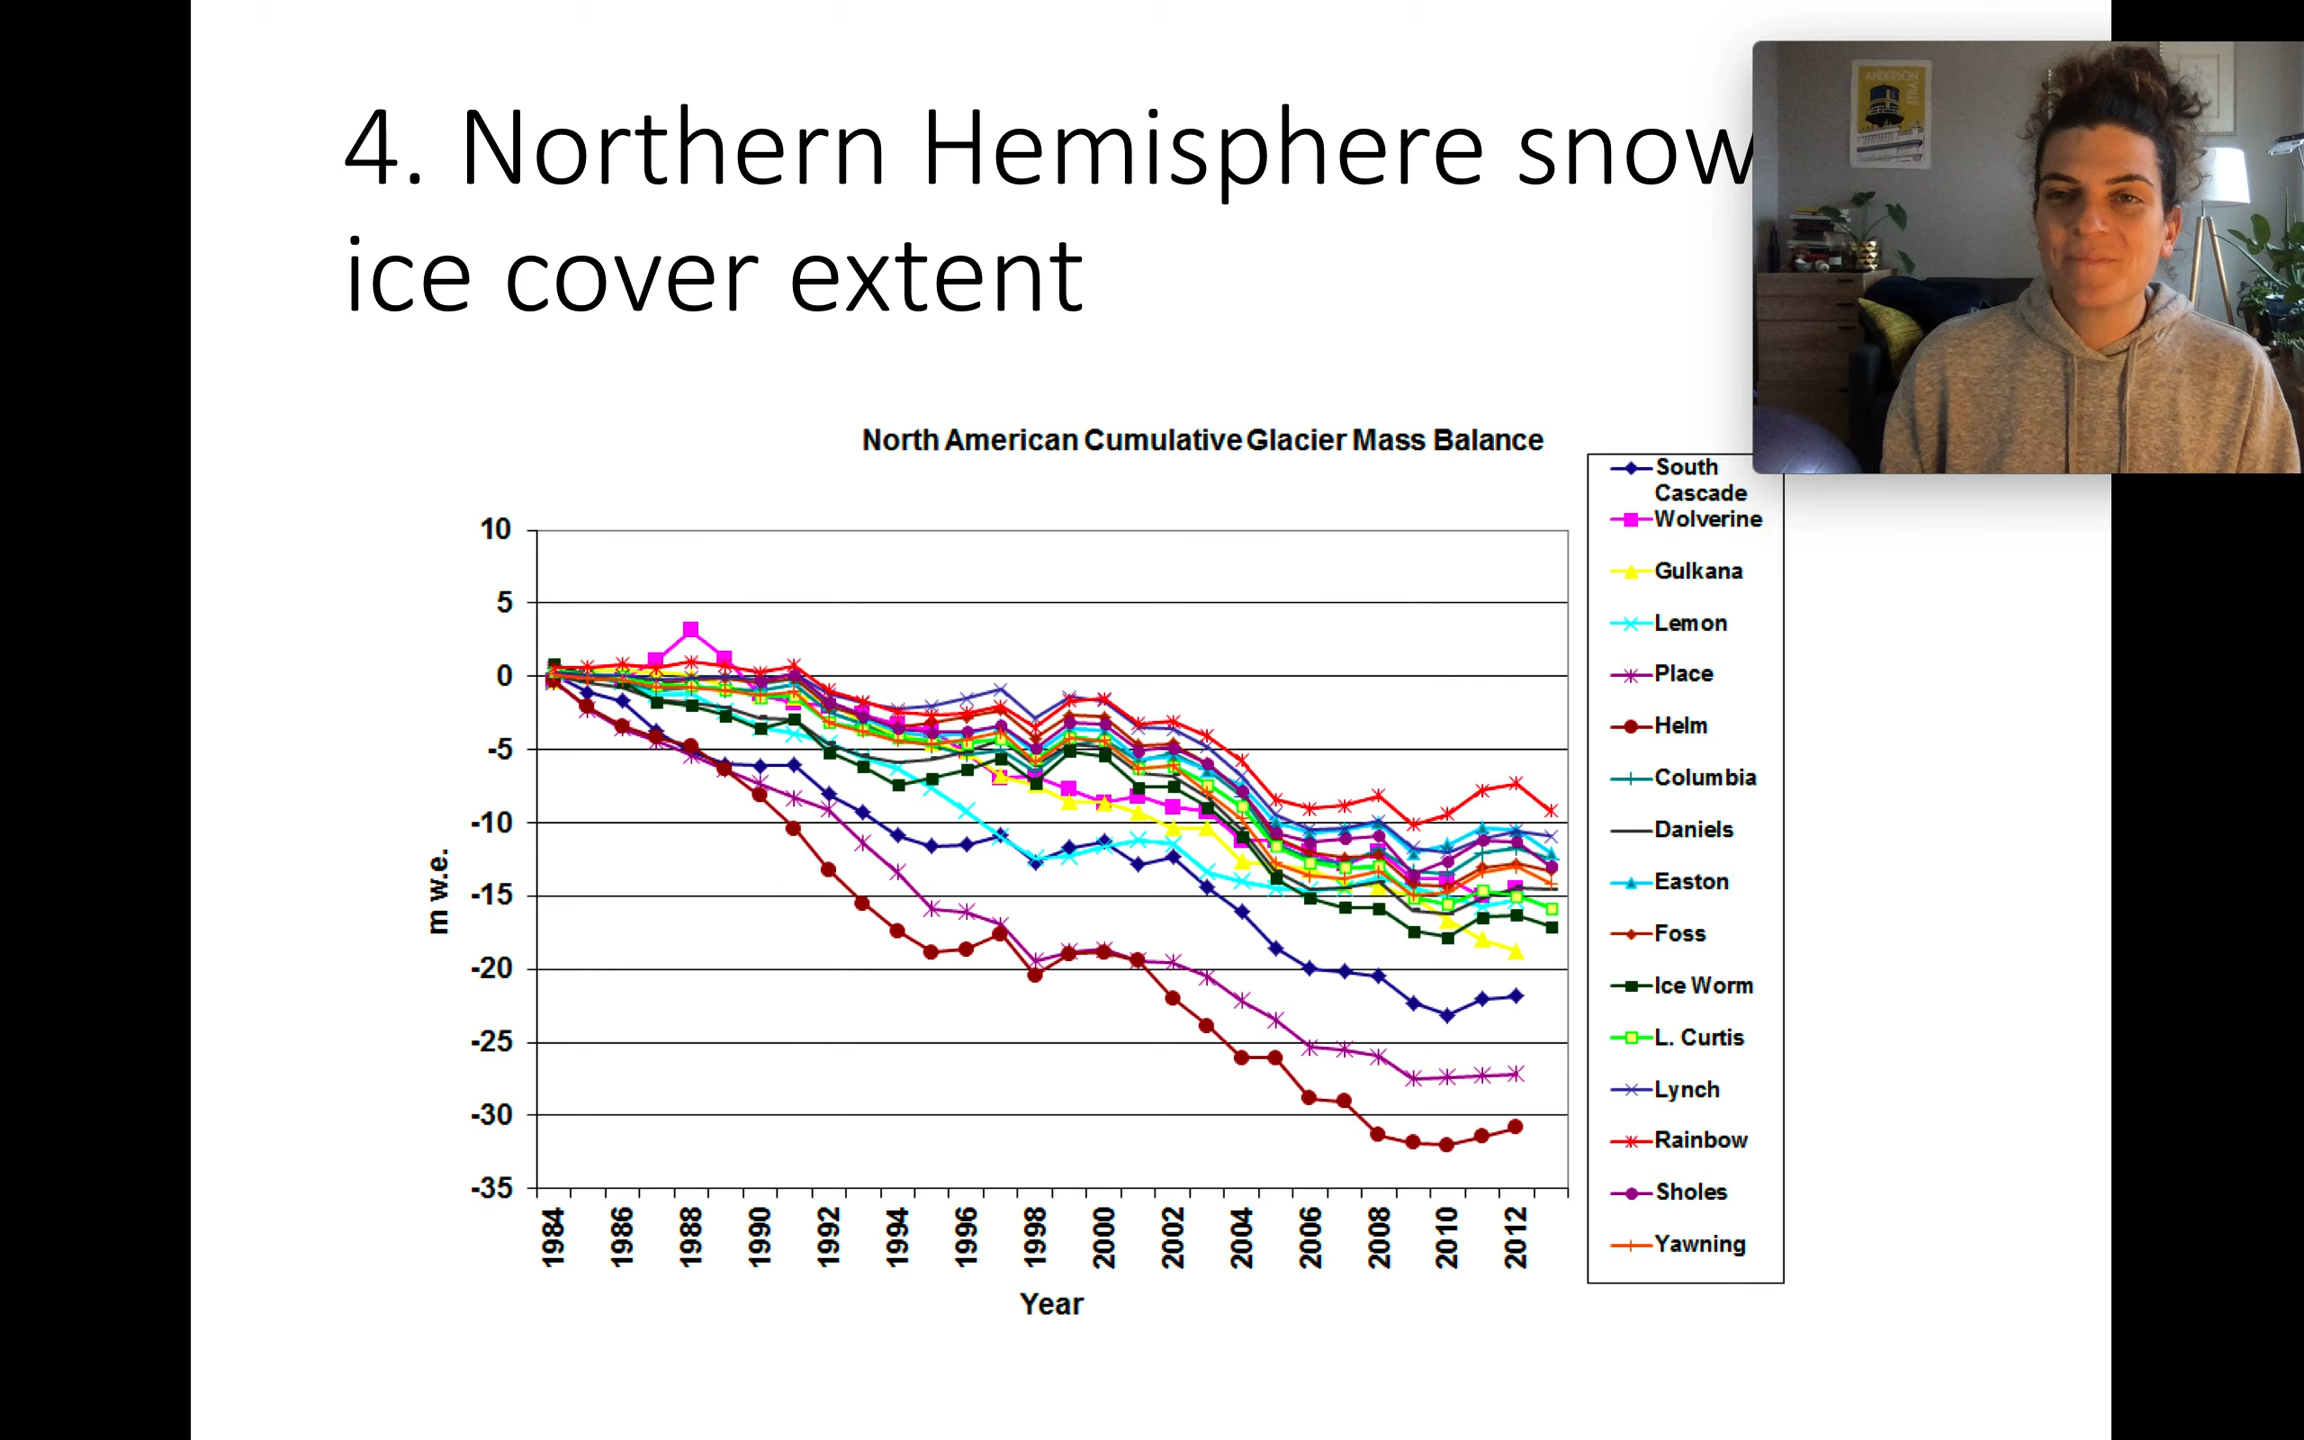 4. Northern Hemisphere snow
ice cover extent
ANDERSON
North American Cumulative Glacier Mass Balance
South
Cascade
Wolverine
Gulkana
Lemon
Place
Helm
Columbia
Daniels
Easton
Foss
Ice Worm
L. Curtis
Lynch
Rainbow
Sholes
Yawning
10
5
0
-5
-10
-15
-20
-25
-30
-35
m w.e.
1984
1986
1988
1990
1992
1994
1996
1998
2000
2002
2004
2006
2008
2010
2012
Year